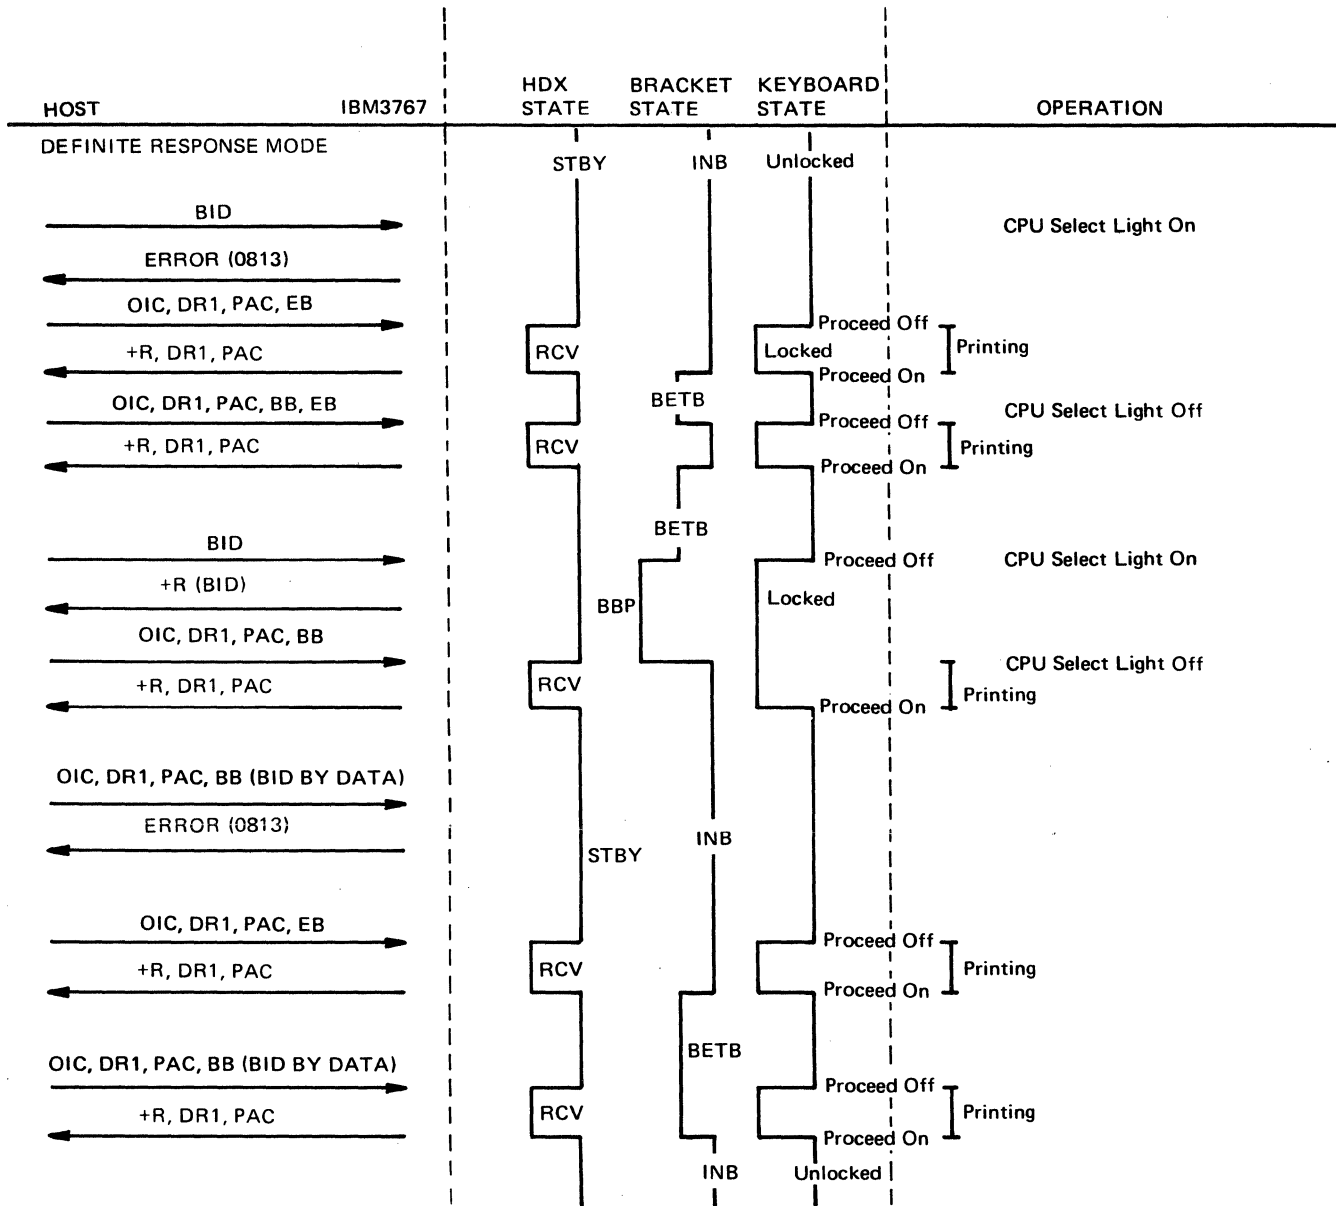 HDX BRACKET KEYBOARD
HOST IBM3767 STATE STATE STATE OPERATION
DEFINITE RESPONSE MODE
STBY INB Unlocked
BID
CPU Select Light On
ERROR (0813)
OIC, DR1, PAC, EB
Proceed Off
+R, DR1, PAC RCV Locked Printing
Proceed On
OIC, DR1, PAC, BB, EB BETB CPU Select Light Off
Proceed Off
+R, DR1, PAC RCV Printing
Proceed On
BETB
BID
Proceed Off CPU Select Light On
+R (BID) BBP Locked
OIC, DR1, PAC, BB
CPU Select Light Off
+R, DR1, PAC RCV Printing
Proceed On
OIC, DR1, PAC, BB (BID BY DATA)
ERROR (0813) INB
STBY
OIC, DR1, PAC, EB
Proceed Off
+R, DR1, PAC RCV Printing
Proceed On
BETB
OIC, DR1, PAC, BB (BID BY DATA)
Proceed Off
+R, DR1, PAC RCV Printing
Proceed On
INB Unlocked